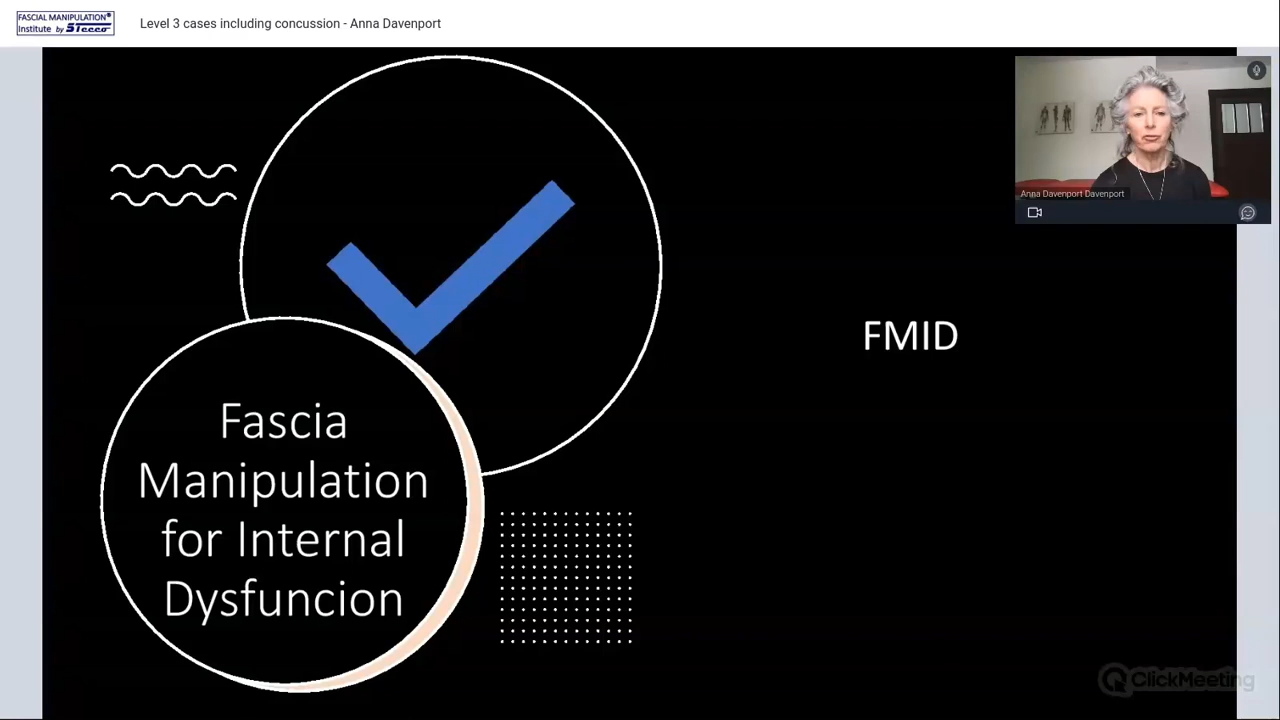 FASCIAL MANIPULATION®
Institute by Stecco
Level 3 cases including concussion - Anna Davenport
Anna Davenport Davenport
FMID
Fascia
Manipulation
for Internal
Dysfuncion
ClickMeeting